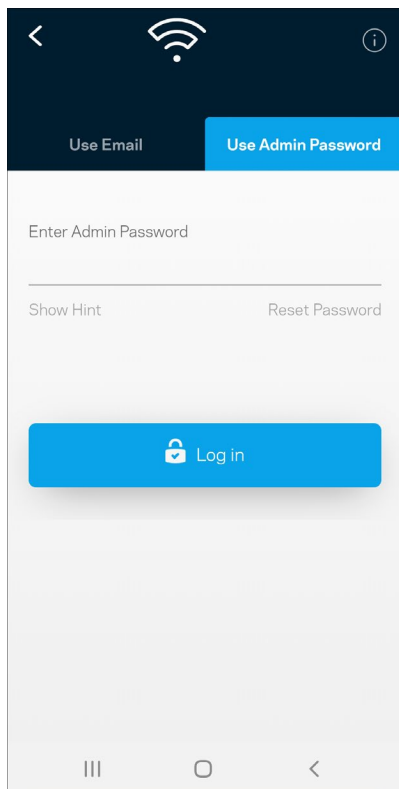 Use Email
Use Admin Password
Enter Admin Password
Show Hint
Reset Password
Log in